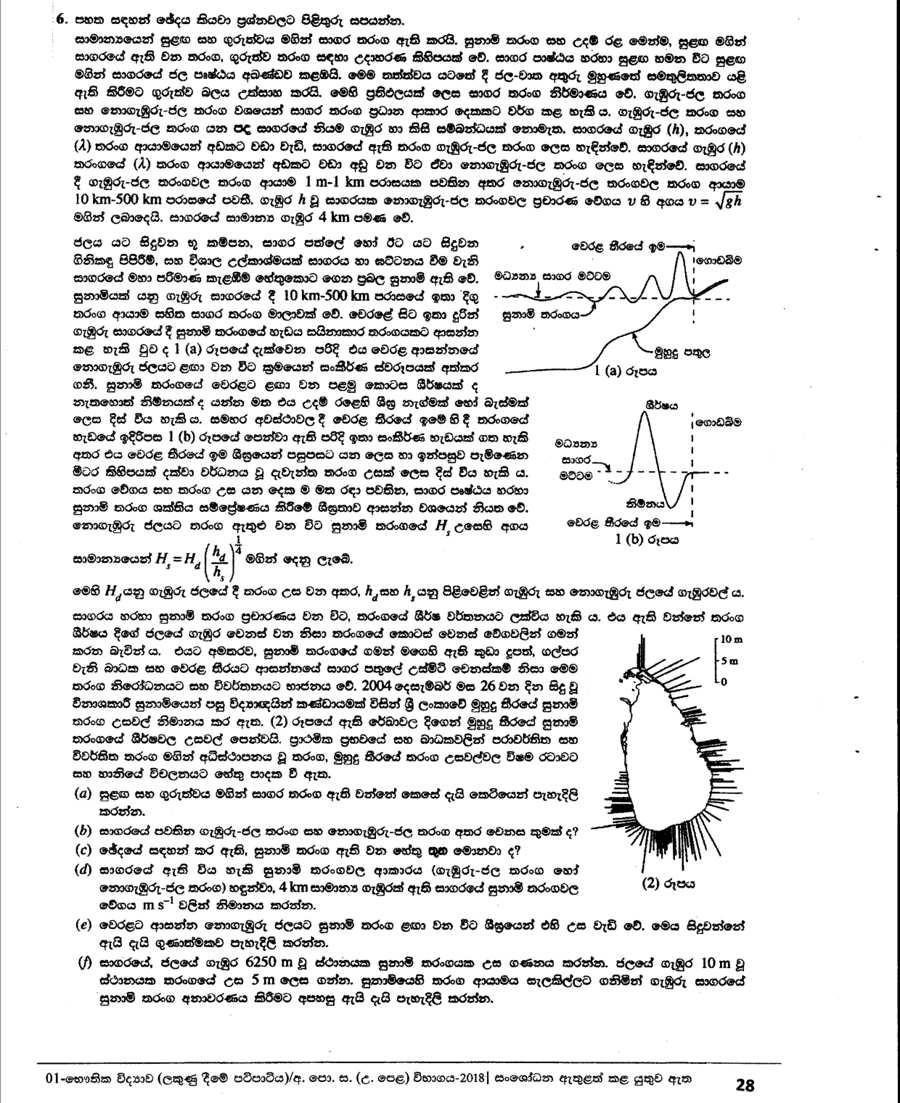 6. පහත සඳහන් ඡේදය කියවා ප්‍රශ්නවලට පිළිතුරු සපයන්න.
සාමාන්‍යයෙන් සුළඟ සහ ගුරුත්වය මගින් සාගර තරංග ඇති කරයි. සුනාමි තරංග සහ උදම් රළ මෙන්ම, සුළඟ මගින්
සාගරයේ ඇති වන තරංග, ගුරුත්ව තරංග සඳහා උදාහරණ කිහිපයක් වේ. සාගර පෘෂ්ඨය හරහා සුළඟ හමන විට සුළඟ
මගින් සාගරයේ ජල පෘෂ්ඨය අඛණ්ඩව කළඹයි. මෙම තත්ත්වය යටතේ දී ජල-වාත අතුරු මුහුණතේ සමතුලිතතාව යළි
ඇති කිරීමට ගුරුත්ව බලය උත්සාහ කරයි. මෙහි ප්‍රතිඵලයක් ලෙස සාගර තරංග නිර්මාණය වේ. ගැඹුරු-ජල තරංග
සහ නොගැඹුරු-ජල තරංග වශයෙන් සාගර තරංග ප්‍රධාන ආකාර දෙකකට වර්ග කළ හැකි ය. ගැඹුරු-ජල තරංග සහ
නොගැඹුරු-ජල තරංග යන පද සාගරයේ නියම ගැඹුර හා කිසි සම්බන්ධයක් නොමැත. සාගරයේ ගැඹුර (h), තරංගයේ
(λ) තරංග ආයාමයෙන් අඩකට වඩා වැඩි, සාගරයේ ඇති තරංග ගැඹුරු-ජල තරංග ලෙස හැඳින්වේ. සාගරයේ ගැඹුර (h)
තරංගයේ (λ) තරංග ආයාමයෙන් අඩකට වඩා අඩු වන විට ඒවා නොගැඹුරු-ජල තරංග ලෙස හැඳින්වේ. සාගරයේ
දී ගැඹුරු-ජල තරංගවල තරංග ආයාම 1 m-1 km පරාසයක පවතින අතර නොගැඹුරු-ජල තරංගවල තරංග ආයාම
10 km-500 km පරාසයේ පවතී. ගැඹුර h වූ සාගරයක නොගැඹුරු-ජල තරංගවල ප්‍රචාරණ වේගය v හි අගය v = √gh
මගින් ලබාදෙයි. සාගරයේ සාමාන්‍ය ගැඹුර 4 km පමණ වේ.
ජලය යට සිදුවන භූ කම්පන, සාගර පත්ලේ හෝ ඊට යට සිදුවන
ගිනිකඳු පිපිරීම්, සහ විශාල උල්කාශ්මයක් සාගරය හා ඝට්ටනය වීම වැනි
සාගරයේ මහා පරිමාණ කැළඹීම් හේතුකොට ගෙන ප්‍රබල සුනාමි ඇති වේ.
සුනාමියක් යනු ගැඹුරු සාගරයේ දී 10 km-500 km පරාසයේ ඉතා දිගු
තරංග ආයාම සහිත සාගර තරංග මාලාවක් වේ. වෙරළේ සිට ඉතා දුරින්
ගැඹුරු සාගරයේ දී සුනාමි තරංගයේ හැඩය සයිනාකාර තරංගයකට ආසන්න
කළ හැකි වුව ද 1 (a) රූපයේ දැක්වෙන පරිදි එය වෙරළ ආසන්නයේ
නොගැඹුරු ජලයට ළඟා වන විට ක්‍රමයෙන් සංකීර්ණ ස්වරූපයක් අත්කර
ගනී. සුනාමි තරංගයේ වෙරළට ළඟා වන පළමු කොටස ශීර්ෂයක් ද
නැතහොත් නිම්නයක් ද යන්න මත එය උදම් රළෙහි ශීඝ්‍ර නැග්මක් හෝ බැස්මක්
ලෙස දිස් විය හැකි ය. සමහර අවස්ථාවල දී වෙරළ තීරයේ ඉමේ හි දී තරංගයේ
හැඩයේ ඉදිරිපස 1 (b) රූපයේ පෙන්වා ඇති පරිදි ඉතා සංකීර්ණ හැඩයක් ගත හැකි
අතර එය වෙරළ තීරයේ ඉම ශීඝ්‍රයෙන් පසුපසට යන ලෙස හා ඉන්පසුව පැමිණෙන
මීටර කිහිපයක් දක්වා වර්ධනය වූ දැවැන්ත තරංග උසක් ලෙස දිස් විය හැකි ය.
තරංග වේගය සහ තරංග උස යන දෙක ම මත රඳා පවතින, සාගර පෘෂ්ඨය හරහා
සුනාමි තරංග ශක්තිය සම්ප්‍රේෂණය කිරීමේ ශීඝ්‍රතාව ආසන්න වශයෙන් නියත වේ.
නොගැඹුරු ජලයට තරංග ඇතුළු වන විට සුනාමි තරංගයේ Hₛ උසෙහි අගය
සාමාන්‍යයෙන් Hₛ = H_d (h_d/hₛ)^(1/4) මගින් දෙනු ලැබේ.
මෙහි H_d යනු ගැඹුරු ජලයේ දී තරංග උස වන අතර, h_d සහ hₛ යනු පිළිවෙළින් ගැඹුරු සහ නොගැඹුරු ජලයේ ගැඹුරවල් ය.
වෙරළ තීරයේ ඉම
ගොඩබිම
මධ්‍යන්‍ය සාගර මට්ටම
සුනාමි තරංගය
මුහුදු පතුල
1 (a) රූපය
ශීර්ෂය
ගොඩබිම
මධ්‍යන්‍ය
සාගර
මට්ටම
නිම්නය
වෙරළ තීරයේ ඉම
1 (b) රූපය
සාගරය හරහා සුනාමි තරංග ප්‍රචාරණය වන විට, තරංගයේ ශීර්ෂ වර්තනයට ලක්විය හැකි ය. එය ඇති වන්නේ තරංග
ශීර්ෂය දිගේ ජලයේ ගැඹුර වෙනස් වන නිසා තරංගයේ කොටස් වෙනස් වේගවලින් ගමන්
කරන බැවින් ය. එයට අමතරව, සුනාමි තරංගයේ ගමන් මගෙහි ඇති කුඩා දූපත්, ගල්පර
වැනි බාධක සහ වෙරළ තීරයට ආසන්නයේ සාගර පතුලේ උස්මිටි වෙනස්කම් නිසා මෙම
තරංග නිරෝධනයට සහ විවර්තනයට භාජනය වේ. 2004 දෙසැම්බර් මස 26 වන දින සිදු වූ
විනාශකාරී සුනාමියෙන් පසු විද්‍යාඥයින් කණ්ඩායමක් විසින් ශ්‍රී ලංකාවේ මුහුදු තීරයේ සුනාමි
තරංග උසවල් නිමානය කර ඇත. (2) රූපයේ ඇති රේඛාවල දිගෙන් මුහුදු තීරයේ සුනාමි
තරංගයේ ශීර්ෂවල උසවල් පෙන්වයි. ප්‍රාථමික ප්‍රභවයේ සහ බාධකවලින් පරාවර්තිත සහ
විවර්තිත තරංග මගින් අධිස්ථාපනය වූ තරංග, මුහුදු තීරයේ තරංග උසවල්වල විෂම රටාවට
සහ හානියේ විචලනයට හේතු පාදක වී ඇත.
10 m
5 m
0
(2) රූපය
(a) සුළඟ සහ ගුරුත්වය මගින් සාගර තරංග ඇති වන්නේ කෙසේ දැයි කෙටියෙන් පැහැදිලි
කරන්න.
(b) සාගරයේ පවතින ගැඹුරු-ජල තරංග සහ නොගැඹුරු-ජල තරංග අතර වෙනස කුමක් ද?
(c) ඡේදයේ සඳහන් කර ඇති, සුනාමි තරංග ඇති වන හේතු තුන මොනවා ද?
(d) සාගරයේ ඇති විය හැකි සුනාමි තරංගවල ආකාරය (ගැඹුරු-ජල තරංග හෝ
නොගැඹුරු-ජල තරංග) හඳුන්වා, 4 km සාමාන්‍ය ගැඹුරක් ඇති සාගරයේ සුනාමි තරංගවල
වේගය m s⁻¹ වලින් නිමානය කරන්න.
(e) වෙරළට ආසන්න නොගැඹුරු ජලයට සුනාමි තරංග ළඟා වන විට ශීඝ්‍රයෙන් එහි උස වැඩි වේ. මෙය සිදුවන්නේ
ඇයි දැයි ගුණාත්මකව පැහැදිලි කරන්න.
(f) සාගරයේ, ජලයේ ගැඹුර 6250 m වූ ස්ථානයක සුනාමි තරංගයක උස ගණනය කරන්න. ජලයේ ගැඹුර 10 m වූ
ස්ථානයක තරංගයේ උස 5 m ලෙස ගන්න. සුනාමියෙහි තරංග ආයාමය සැලකිල්ලට ගනිමින් ගැඹුරු සාගරයේ
සුනාමි තරංග අනාවරණය කිරීමට අපහසු ඇයි දැයි පැහැදිලි කරන්න.
01-භෞතික විද්‍යාව (ලකුණු දීමේ පටිපාටිය)/අ. පො. ස. (උ. පෙළ) විභාගය-2018| සංශෝධන ඇතුළත් කළ යුතුව ඇත
28